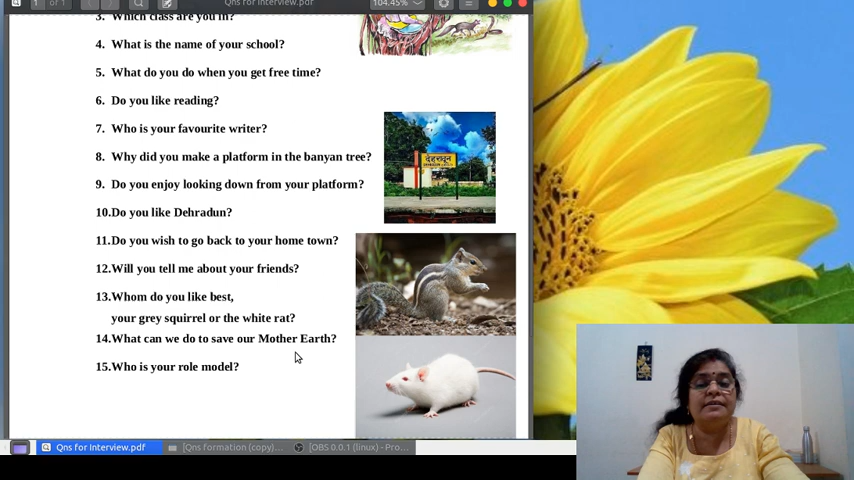 Qns for Interview.pdf
1 of 1
104.45%
3. Which class are you in?
4. What is the name of your school?
5. What do you do when you get free time?
6. Do you like reading?
7. Who is your favourite writer?
8. Why did you make a platform in the banyan tree?
9. Do you enjoy looking down from your platform?
10.Do you like Dehradun?
11.Do you wish to go back to your home town?
12.Will you tell me about your friends?
13.Whom do you like best,
your grey squirrel or the white rat?
14.What can we do to save our Mother Earth?
15.Who is your role model?
देहरादून
Qns for Interview.pdf
[Qns formation (copy)...
[OBS 0.0.1 (linux) - Pro...